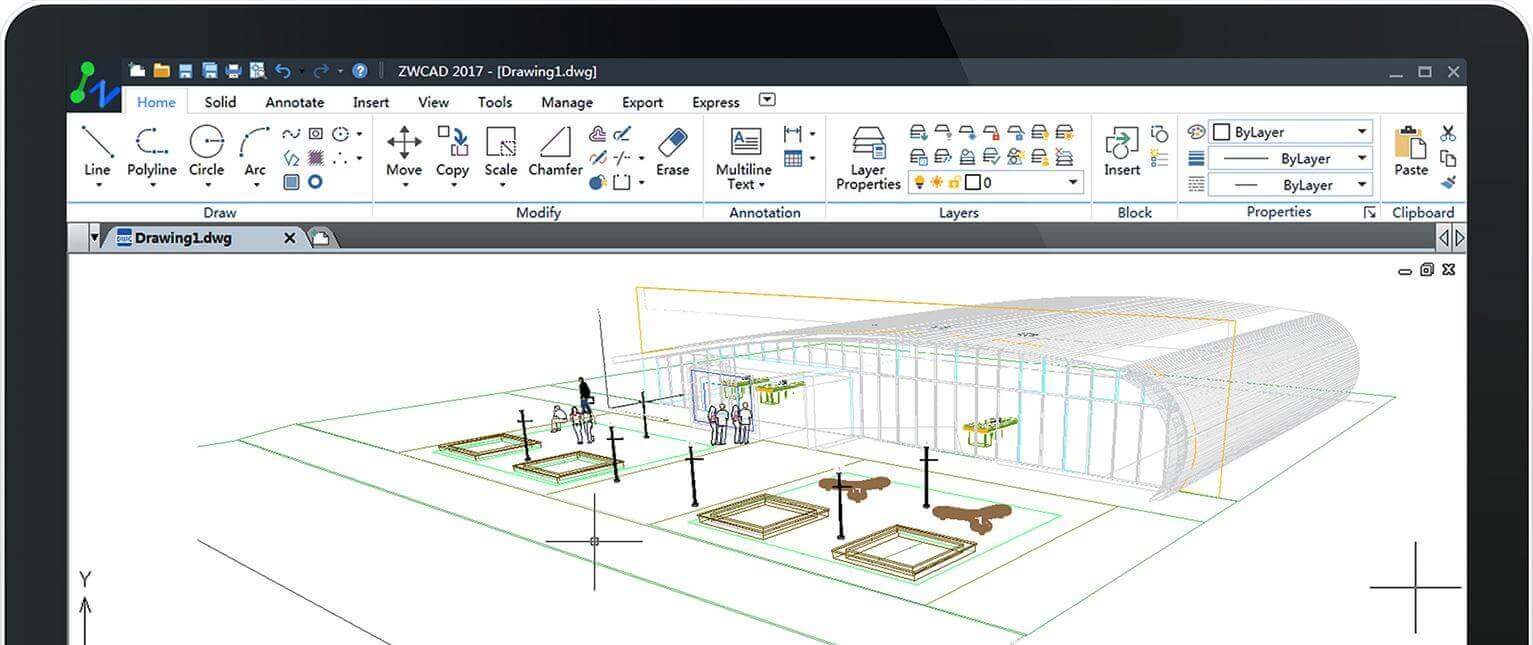 ZWCAD 2017 - [Drawing1.dwg]
Home Solid Annotate Insert View Tools Manage Export Express
Line Polyline Circle Arc Move Copy Scale Chamfer Erase Multiline Text Layer Properties Insert Paste
ByLayer
ByLayer
0 ByLayer
Draw Modify Annotation Layers Block Properties Clipboard
DWG Drawing1.dwg
Y